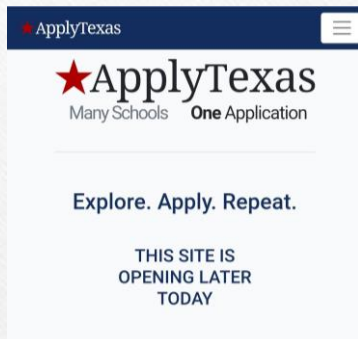 ApplyTexas
ApplyTexas
Many Schools One Application
Explore. Apply. Repeat.
THIS SITE IS
OPENING LATER
TODAY